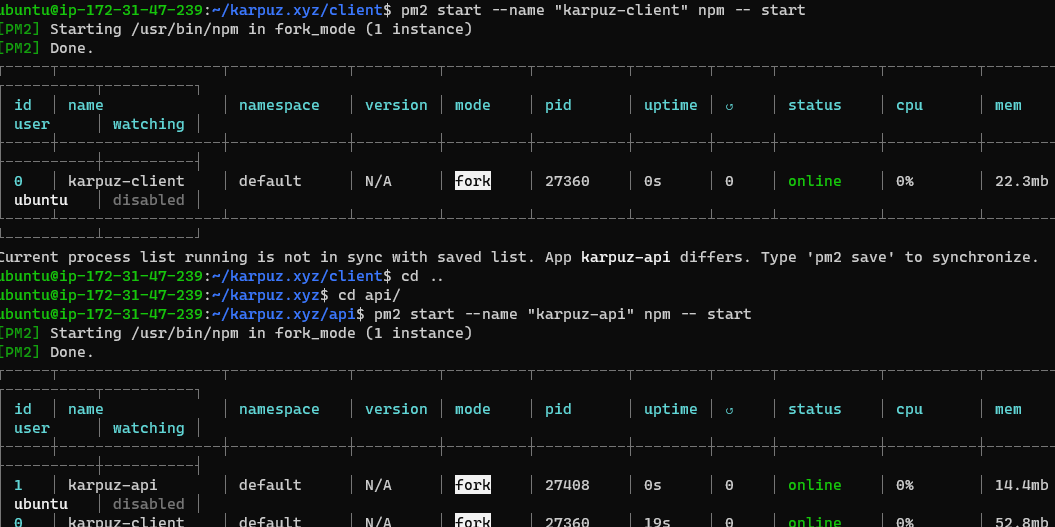 ubuntu@ip-172-31-47-239:~/karpuz.xyz/client$ pm2 start --name "karpuz-client" npm -- start
[PM2] Starting /usr/bin/npm in fork_mode (1 instance)
[PM2] Done.
id │ name │ namespace │ version │ mode │ pid │ uptime │ ↺ │ status │ cpu │ mem
user │ watching │
0 │ karpuz-client │ default │ N/A │ fork │ 27360 │ 0s │ 0 │ online │ 0% │ 22.3mb
ubuntu │ disabled │
Current process list running is not in sync with saved list. App karpuz-api differs. Type 'pm2 save' to synchronize.
ubuntu@ip-172-31-47-239:~/karpuz.xyz/client$ cd ..
ubuntu@ip-172-31-47-239:~/karpuz.xyz$ cd api/
ubuntu@ip-172-31-47-239:~/karpuz.xyz/api$ pm2 start --name "karpuz-api" npm -- start
[PM2] Starting /usr/bin/npm in fork_mode (1 instance)
[PM2] Done.
id │ name │ namespace │ version │ mode │ pid │ uptime │ ↺ │ status │ cpu │ mem
user │ watching │
1 │ karpuz-api │ default │ N/A │ fork │ 27408 │ 0s │ 0 │ online │ 0% │ 14.4mb
ubuntu │ disabled │
0 │ karpuz-client │ default │ N/A │ fork │ 27360 │ 19s │ 0 │ online │ 0% │ 52.8mb